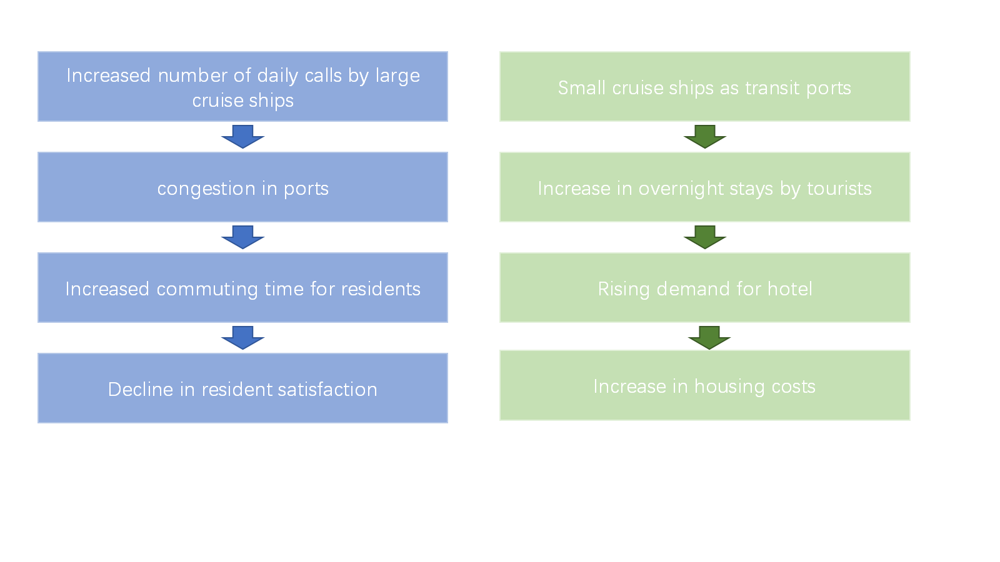 Increased number of daily calls by large
cruise ships
congestion in ports
Increased commuting time for residents
Decline in resident satisfaction
Small cruise ships as transit ports
Increase in overnight stays by tourists
Rising demand for hotel
Increase in housing costs